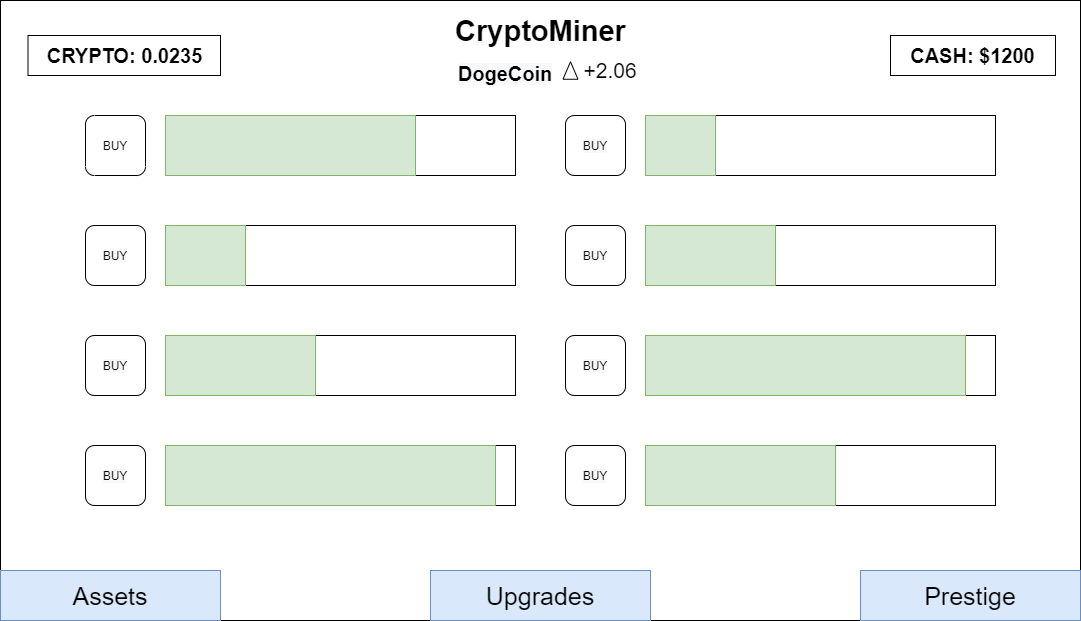 CryptoMiner
CRYPTO: 0.0235
DogeCoin △ +2.06
CASH: $1200
BUY
BUY
BUY
BUY
BUY
BUY
BUY
BUY
Assets
Upgrades
Prestige